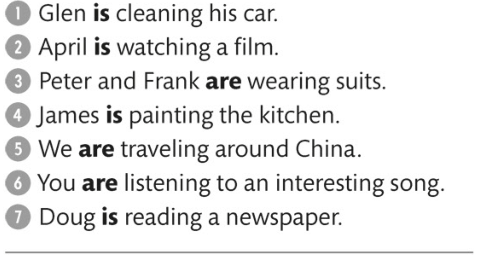 1 Glen is cleaning his car.
2 April is watching a film.
3 Peter and Frank are wearing suits.
4 James is painting the kitchen.
5 We are traveling around China.
6 You are listening to an interesting song.
7 Doug is reading a newspaper.